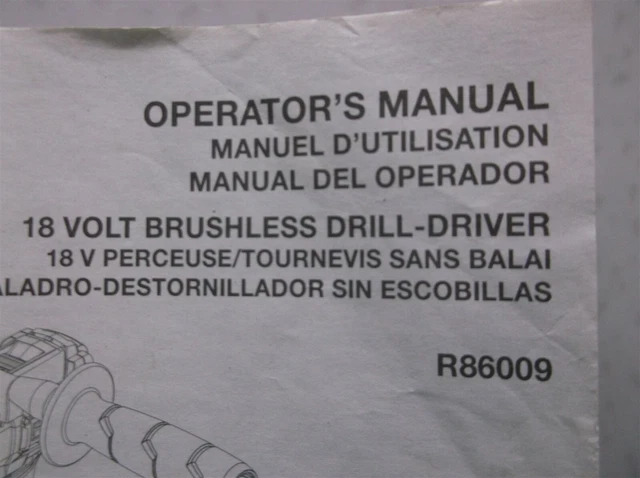 OPERATOR'S MANUAL
MANUEL D'UTILISATION
MANUAL DEL OPERADOR
18 VOLT BRUSHLESS DRILL-DRIVER
18 V PERCEUSE/TOURNEVIS SANS BALAI
ALADRO-DESTORNILLADOR SIN ESCOBILLAS
R86009